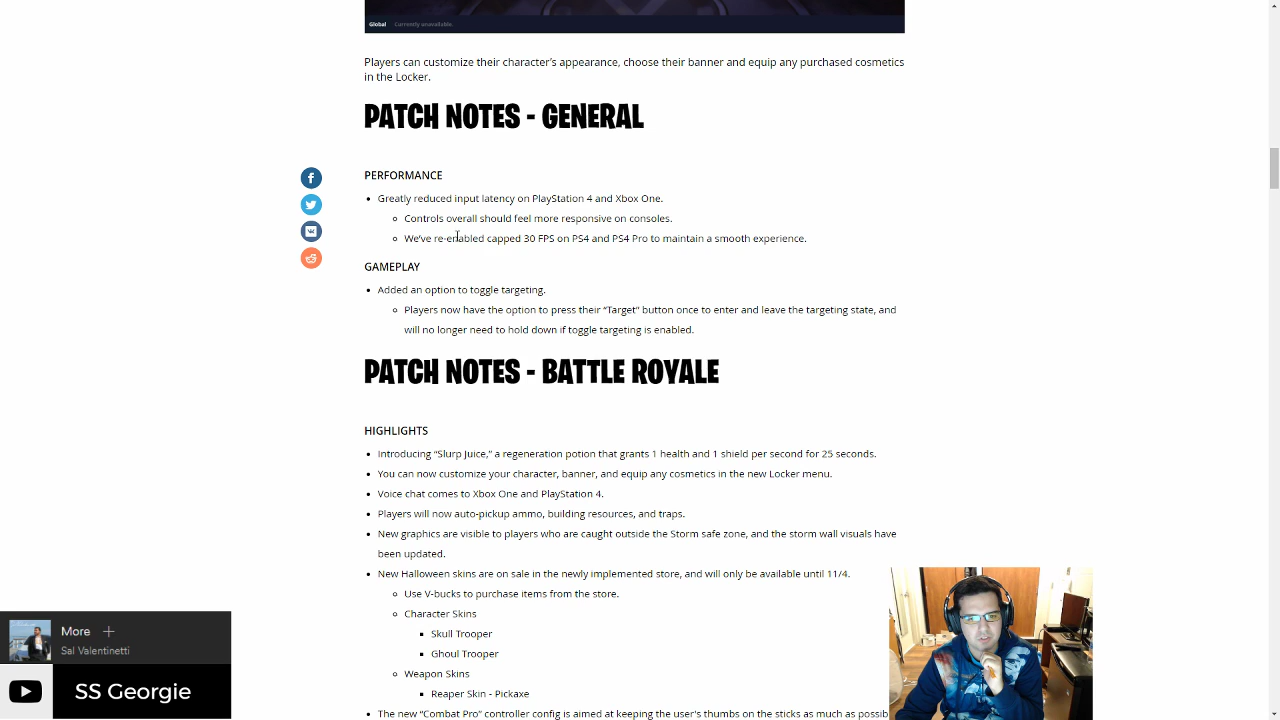 Global Currently unavailable.
Players can customize their character's appearance, choose their banner and equip any purchased cosmetics
in the Locker.
PATCH NOTES - GENERAL
PERFORMANCE
• Greatly reduced input latency on PlayStation 4 and Xbox One.
◦ Controls overall should feel more responsive on consoles.
◦ We've re-enabled capped 30 FPS on PS4 and PS4 Pro to maintain a smooth experience.
GAMEPLAY
• Added an option to toggle targeting.
◦ Players now have the option to press their “Target” button once to enter and leave the targeting state, and
will no longer need to hold down if toggle targeting is enabled.
PATCH NOTES - BATTLE ROYALE
HIGHLIGHTS
• Introducing “Slurp Juice,” a regeneration potion that grants 1 health and 1 shield per second for 25 seconds.
• You can now customize your character, banner, and equip any cosmetics in the new Locker menu.
• Voice chat comes to Xbox One and PlayStation 4.
• Players will now auto-pickup ammo, building resources, and traps.
• New graphics are visible to players who are caught outside the Storm safe zone, and the storm wall visuals have
been updated.
• New Halloween skins are on sale in the newly implemented store, and will only be available until 11/4.
◦ Use V-bucks to purchase items from the store.
◦ Character Skins
▪ Skull Trooper
▪ Ghoul Trooper
◦ Weapon Skins
▪ Reaper Skin - Pickaxe
• The new “Combat Pro” controller config is aimed at keeping the user's thumbs on the sticks as much as possib
More +
Sal Valentinetti
SS Georgie